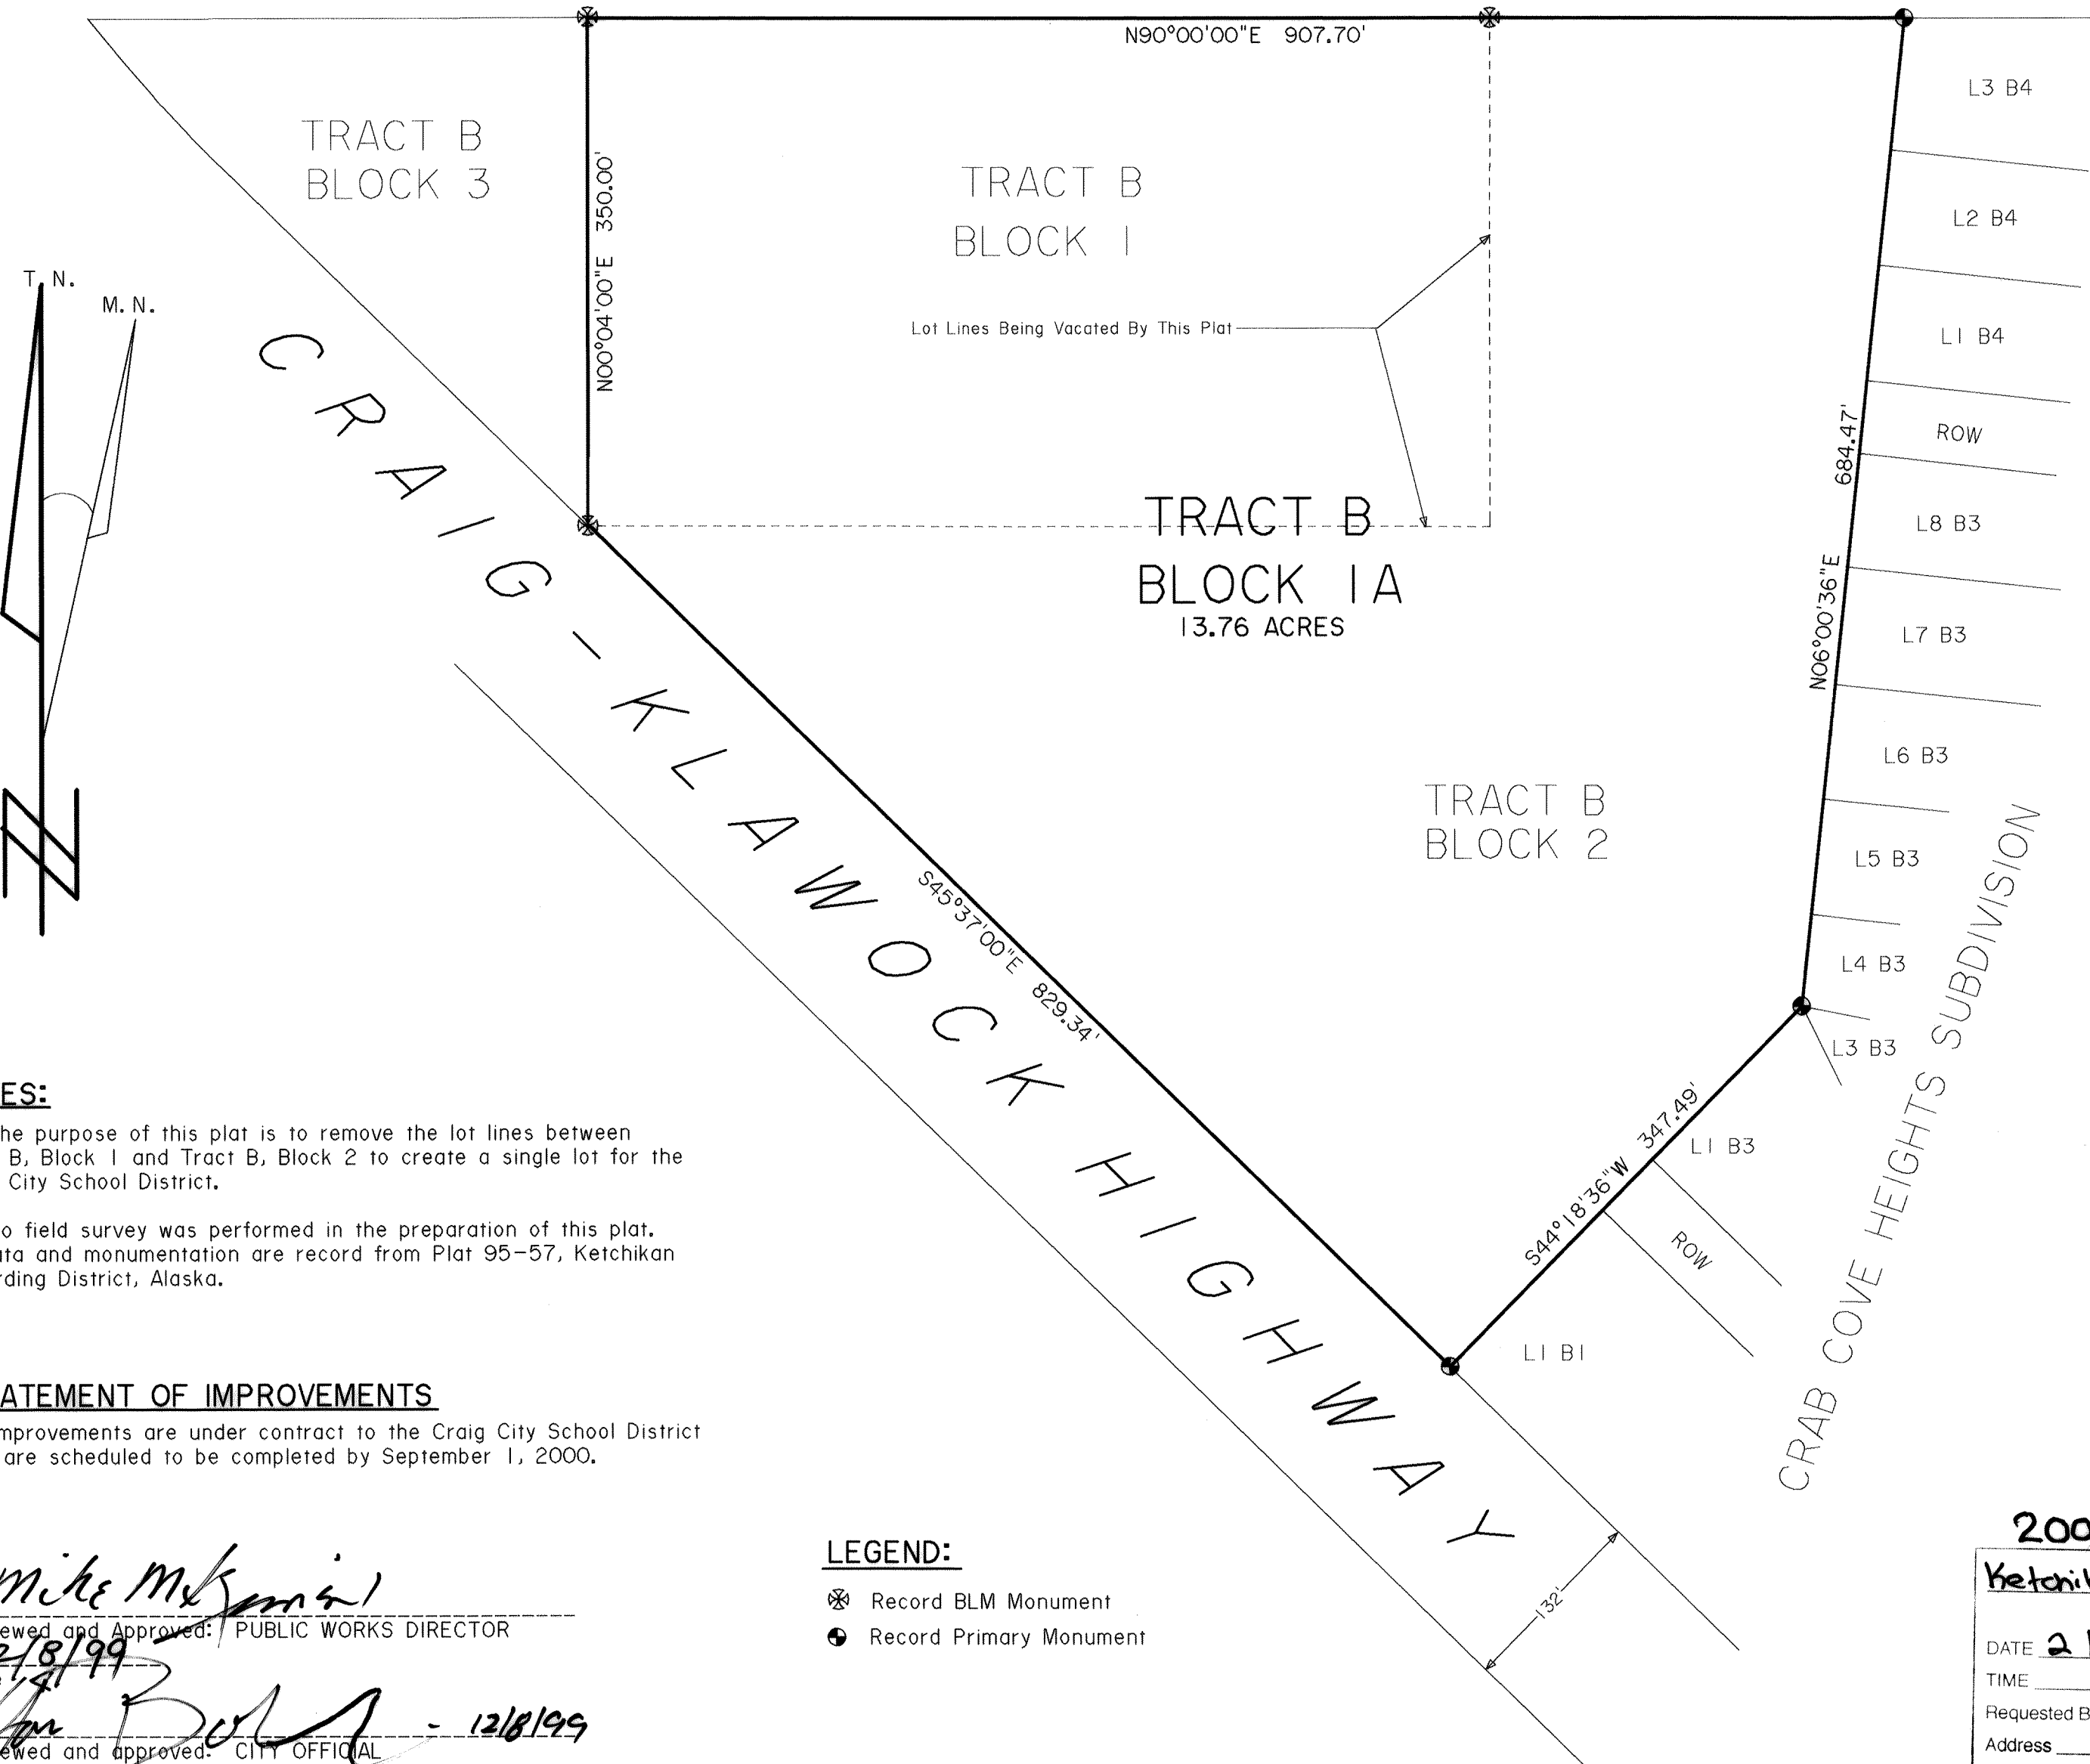 N90°00'00"E 907.70'
TRACT B
BLOCK 3
N00°04'00"E 350.00'
TRACT B
BLOCK 1
Lot Lines Being Vacated By This Plat
T. N.
M. N.
N
TRACT B
BLOCK 1A
13.76 ACRES
TRACT B
BLOCK 2
N06°00'36"E 684.47'
L3 B4
L2 B4
L1 B4
ROW
L8 B3
L7 B3
L6 B3
L5 B3
L4 B3
L3 B3
L1 B3
ROW
L1 B1
CRAB COVE HEIGHTS SUBDIVISION
S44°18'36"W 347.49'
S45°37'00"E 829.34'
CRAIG-KLAWOCK HIGHWAY
132'
ES:
he purpose of this plat is to remove the lot lines between
B, Block 1 and Tract B, Block 2 to create a single lot for the
City School District.
o field survey was performed in the preparation of this plat.
ta and monumentation are record from Plat 95-57, Ketchikan
rding District, Alaska.
ATEMENT OF IMPROVEMENTS
mprovements are under contract to the Craig City School District
are scheduled to be completed by September 1, 2000.
Mike
ewed and Approved: PUBLIC WORKS DIRECTOR
2/8/99
12/8/99
ewed and approved: CITY OFFICIAL
LEGEND:
Record BLM Monument
Record Primary Monument
200
Ketchik
DATE 2
TIME
Requested B
Address